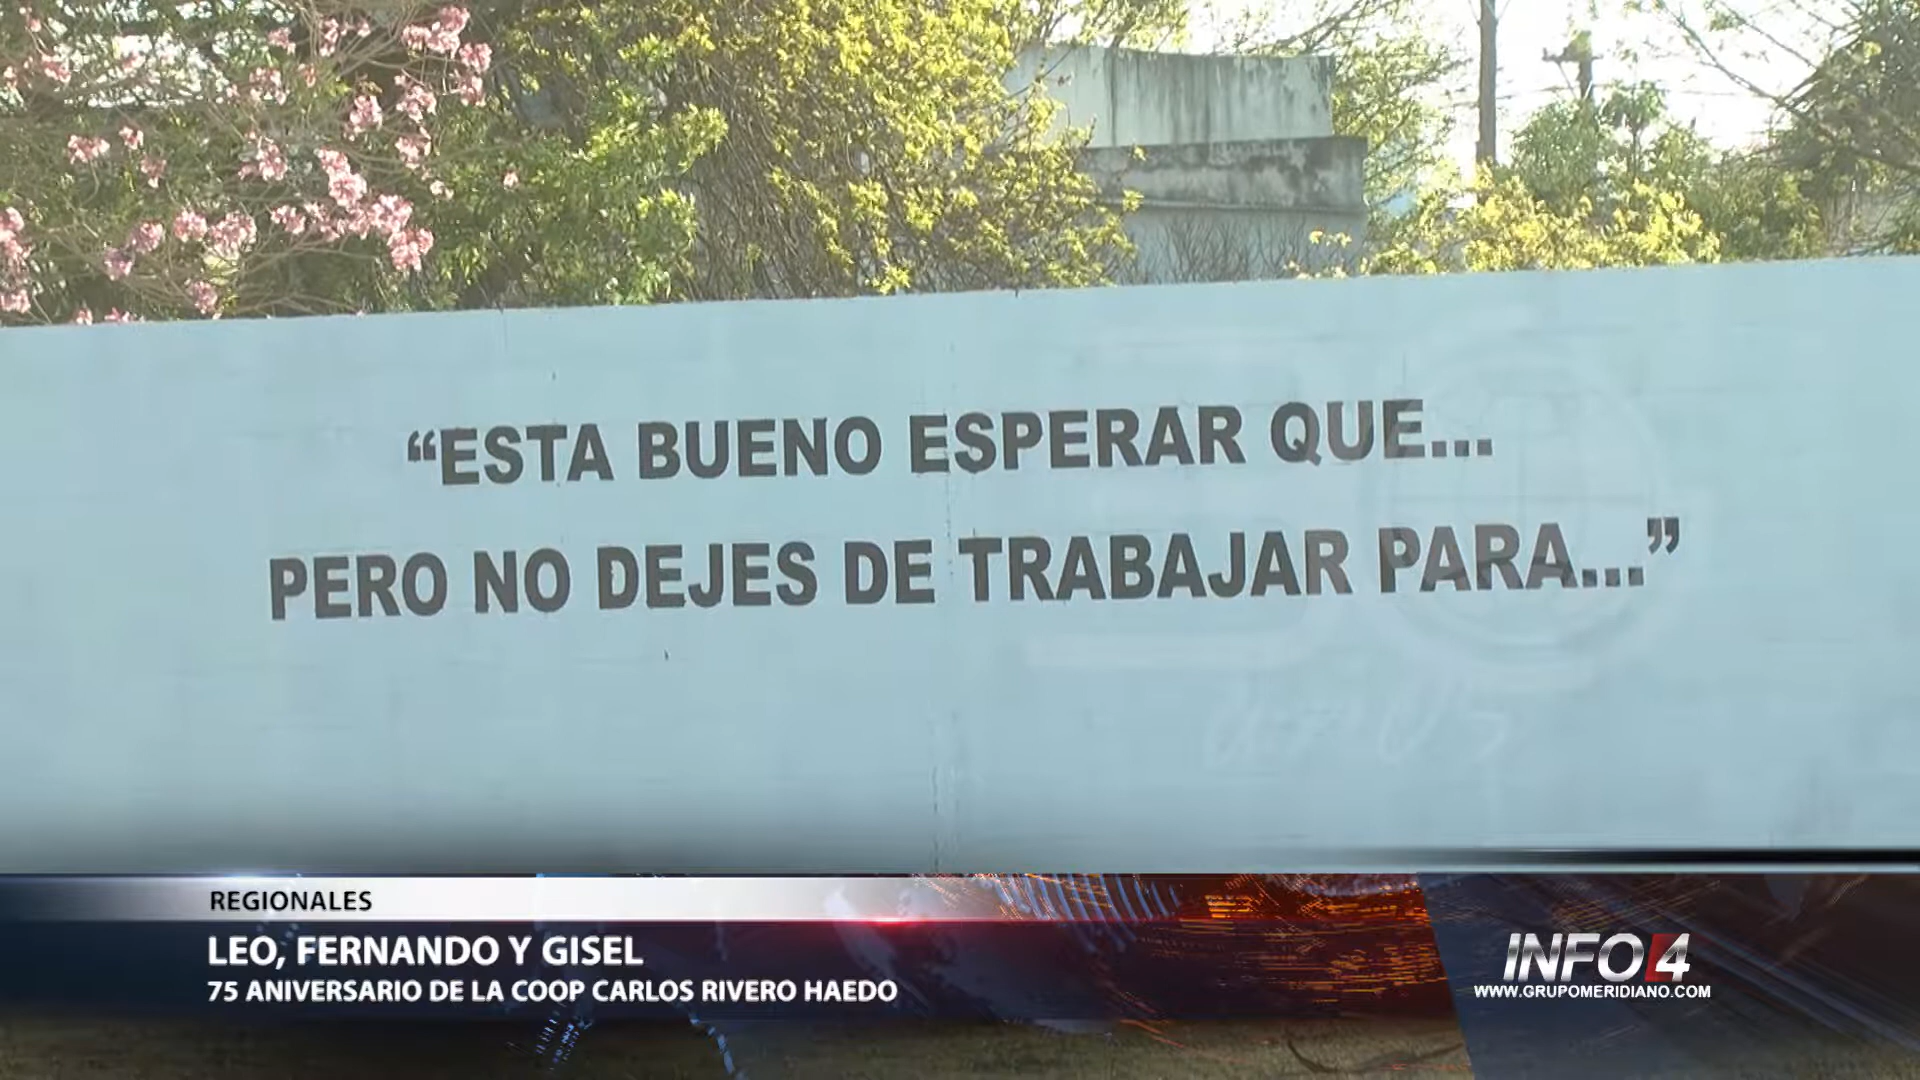 “ESTA BUENO ESPERAR QUE...
PERO NO DEJES DE TRABAJAR PARA...”
REGIONALES
LEO, FERNANDO Y GISEL
75 ANIVERSARIO DE LA COOP CARLOS RIVERO HAEDO
INFO4
WWW.GRUPOMERIDIANO.COM